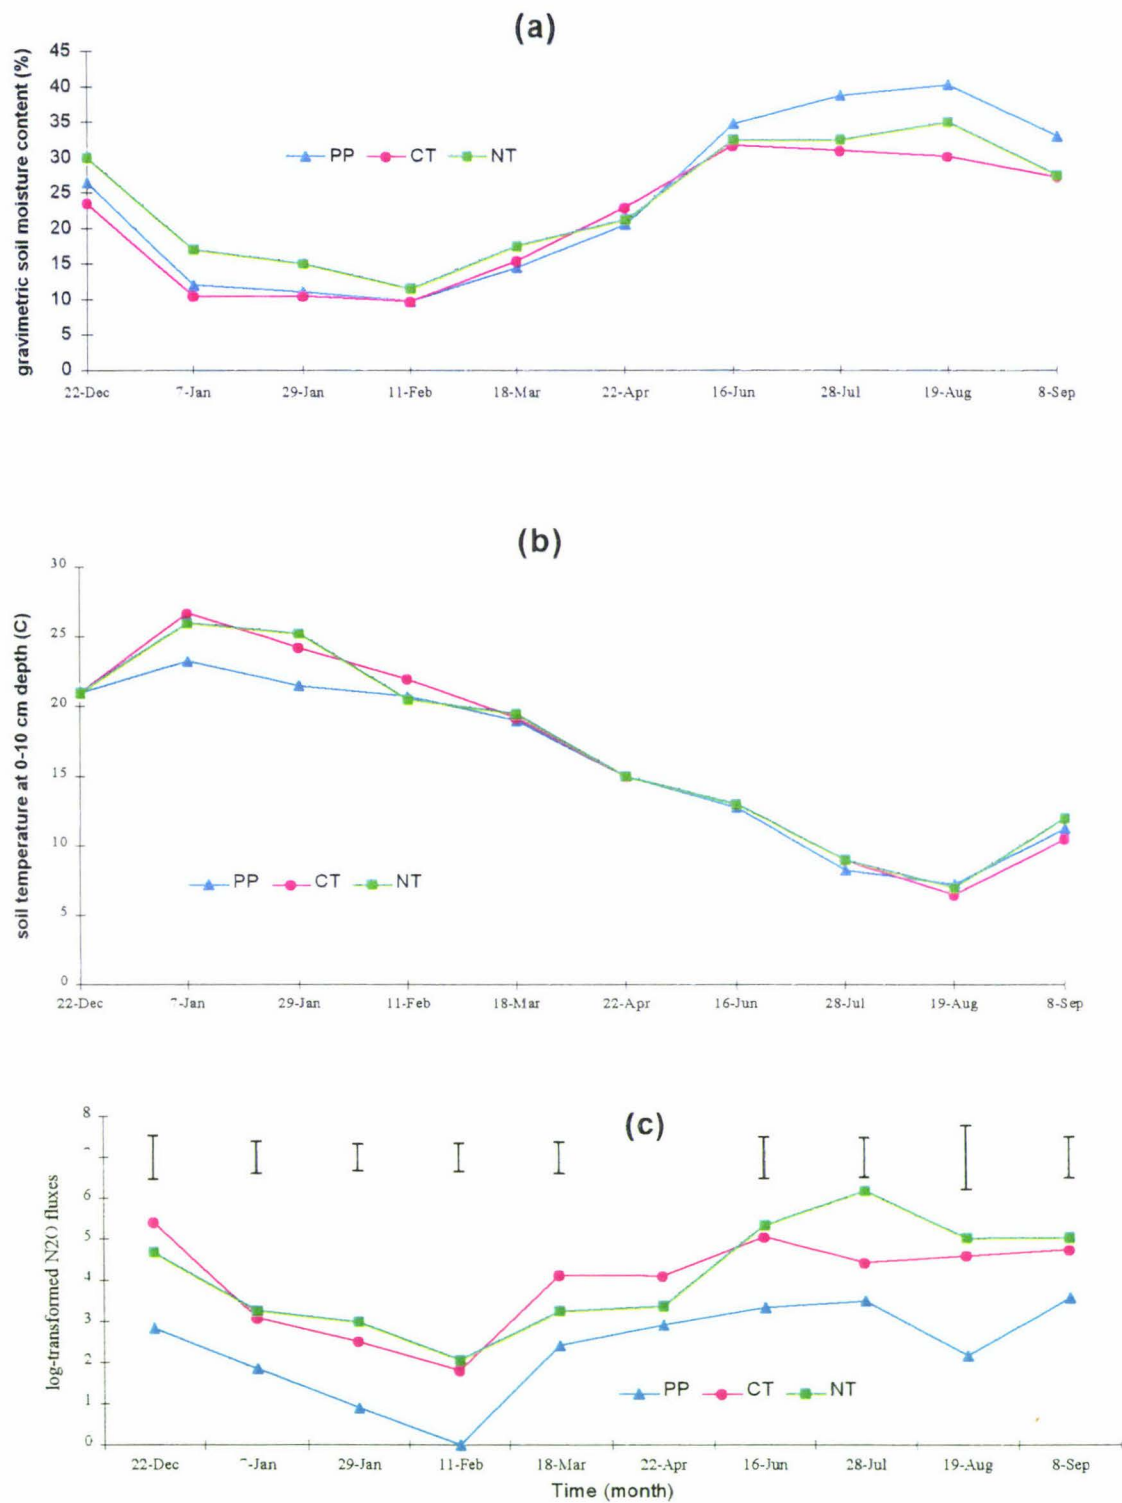 (a)
gravimetric soil moisture content (%)
45
40
35
30
25
20
15
10
5
0
PP CT NT
22-Dec 7-Jan 29-Jan 11-Feb 18-Mar 22-Apr 16-Jun 28-Jul 19-Aug 8-Sep
(b)
soil temperature at 0-10 cm depth (C)
30
25
20
15
10
5
0
PP CT NT
22-Dec 7-Jan 29-Jan 11-Feb 18-Mar 22-Apr 16-Jun 28-Jul 19-Aug 8-Sep
(c)
log-transformed N2O fluxes
8
7
6
5
4
3
2
1
0
PP CT NT
22-Dec 7-Jan 29-Jan 11-Feb 18-Mar 22-Apr 16-Jun 28-Jul 19-Aug 8-Sep
Time (month)